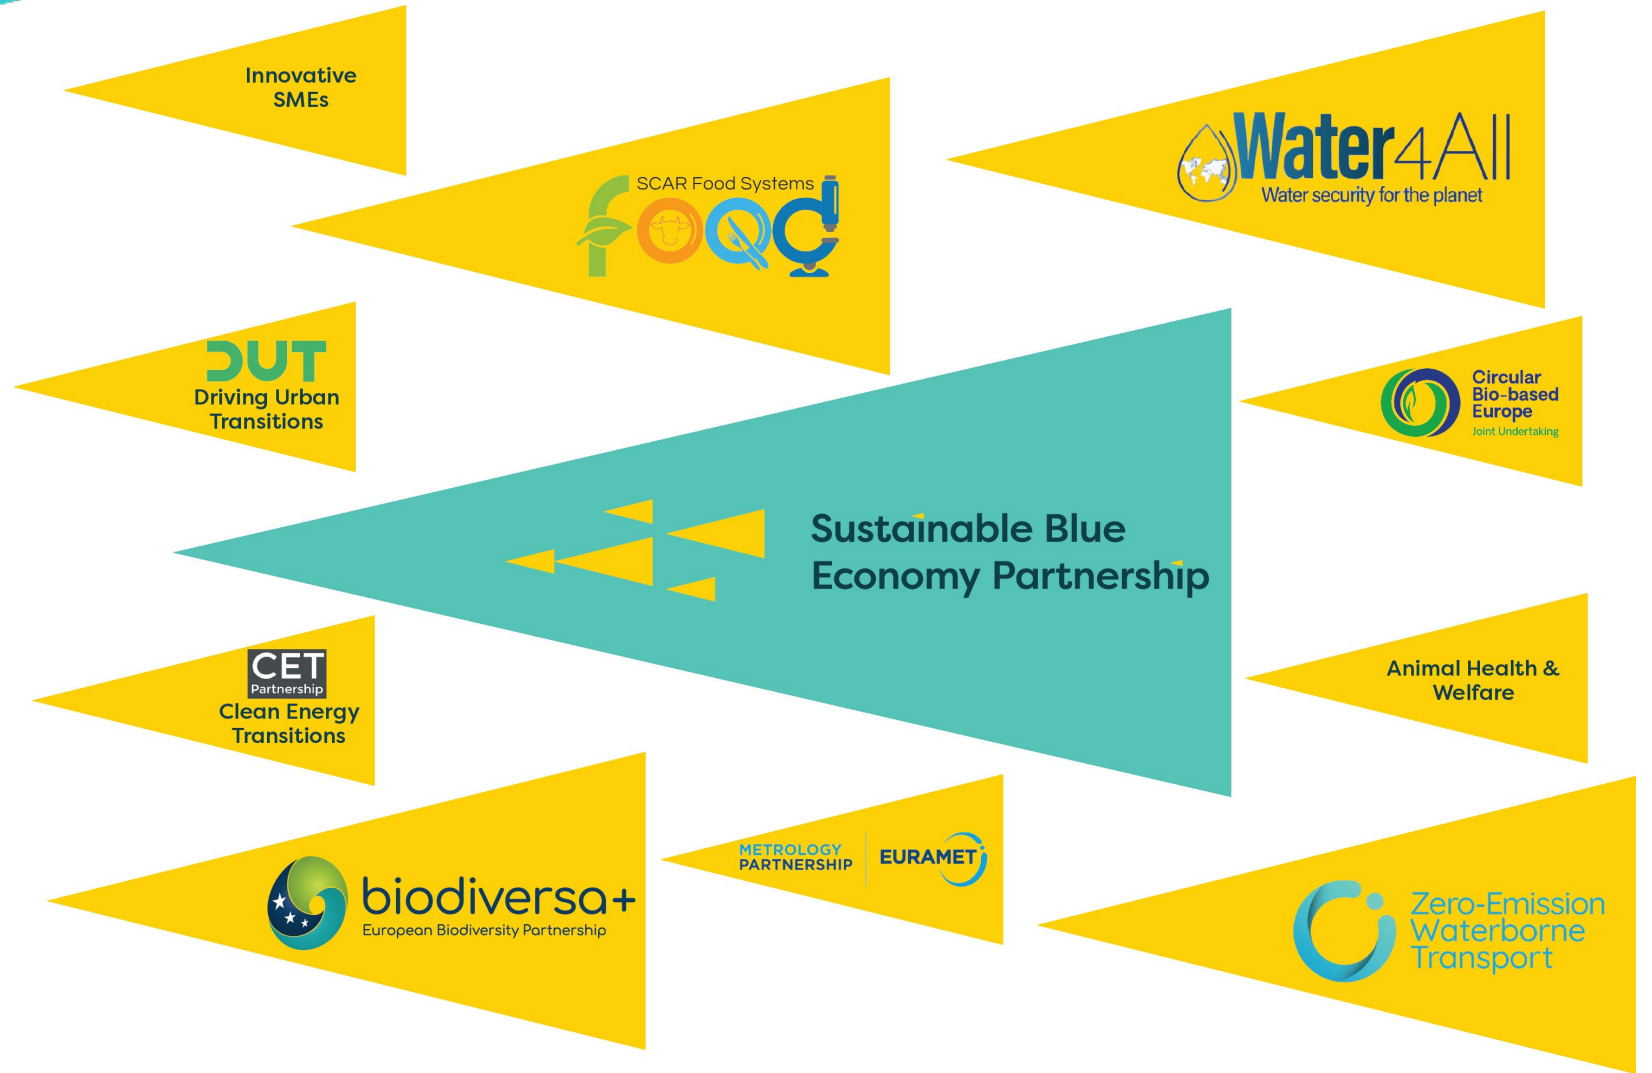 Innovative
SMEs
SCAR Food Systems
food
Water4All
Water security for the planet
DUT
Driving Urban
Transitions
Circular
Bio-based
Europe
Joint Undertaking
Sustainable Blue
Economy Partnership
CET
Partnership
Clean Energy
Transitions
Animal Health &
Welfare
biodiversa+
European Biodiversity Partnership
METROLOGY
PARTNERSHIP
EURAMET
Zero-Emission
Waterborne
Transport